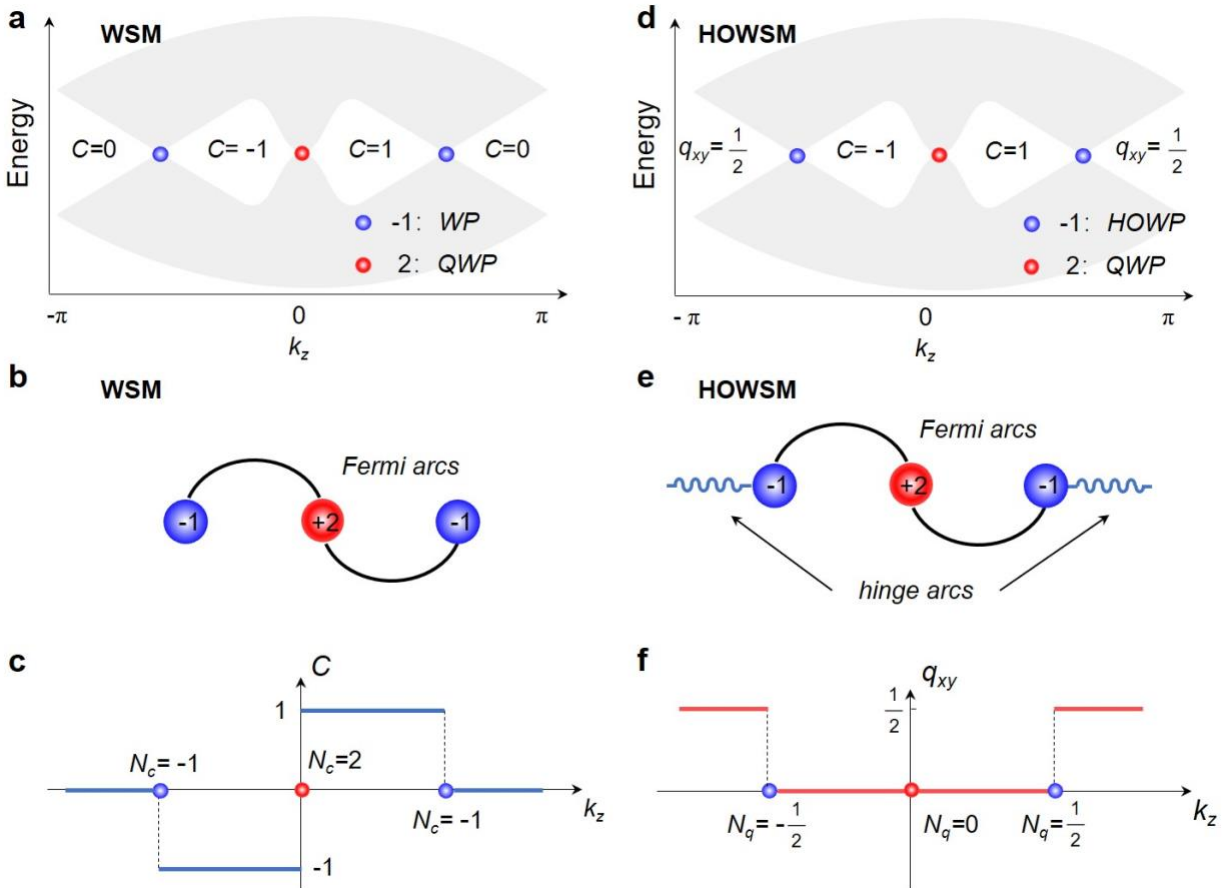 a
WSM
Energy
C=0
C= -1
C=1
C=0
-1: WP
2: QWP
-π
0
π
k_z
b
WSM
Fermi arcs
-1
+2
-1
c
C
1
N_c= -1
N_c=2
N_c= -1
k_z
-1
d
HOWSM
Energy
q_xy= 1/2
C= -1
C=1
q_xy= 1/2
-1: HOWP
2: QWP
- π
0
π
k_z
e
HOWSM
Fermi arcs
-1
+2
-1
hinge arcs
f
q_xy
1/2
k_z
N_q= -1/2
N_q=0
N_q= 1/2